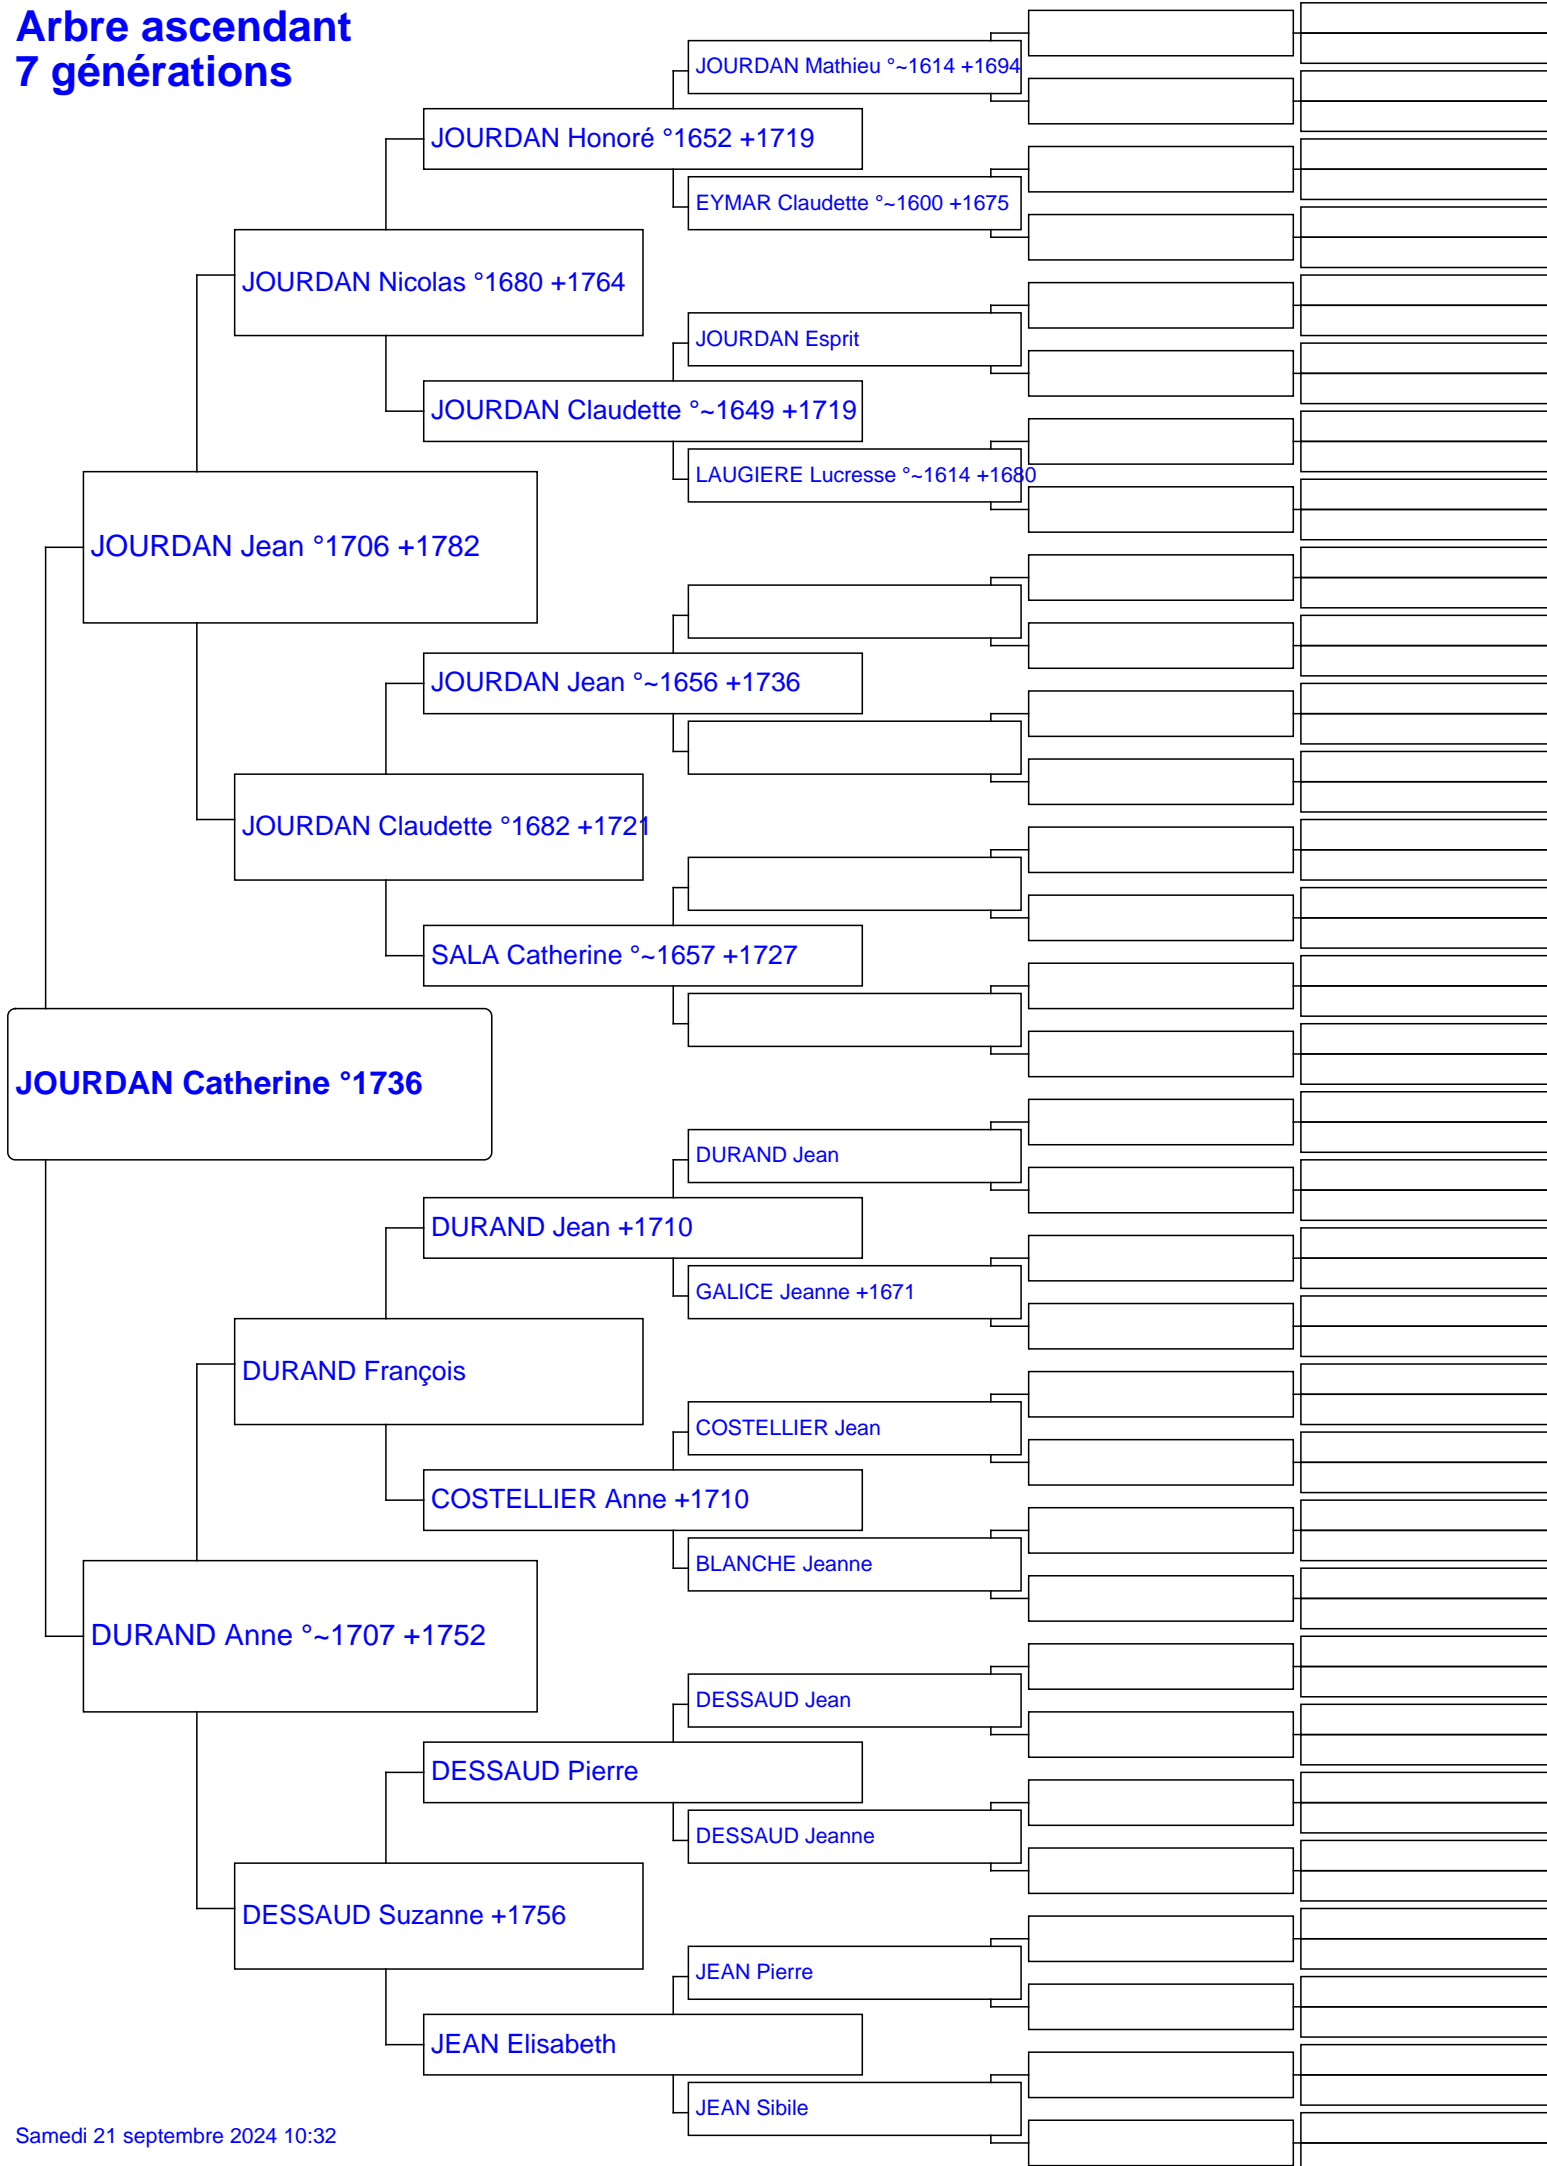 Arbre ascendant
7 générations
JOURDAN Mathieu °~1614 +1694
JOURDAN Honoré °1652 +1719
EYMAR Claudette °~1600 +1675
JOURDAN Nicolas °1680 +1764
JOURDAN Esprit
JOURDAN Claudette °~1649 +1719
LAUGIERE Lucresse °~1614 +1680
JOURDAN Jean °1706 +1782
JOURDAN Jean °~1656 +1736
JOURDAN Claudette °1682 +1721
SALA Catherine °~1657 +1727
JOURDAN Catherine °1736
DURAND Jean
DURAND Jean +1710
GALICE Jeanne +1671
DURAND François
COSTELLIER Jean
COSTELLIER Anne +1710
BLANCHE Jeanne
DURAND Anne °~1707 +1752
DESSAUD Jean
DESSAUD Pierre
DESSAUD Jeanne
DESSAUD Suzanne +1756
JEAN Pierre
JEAN Elisabeth
JEAN Sibile
Samedi 21 septembre 2024 10:32